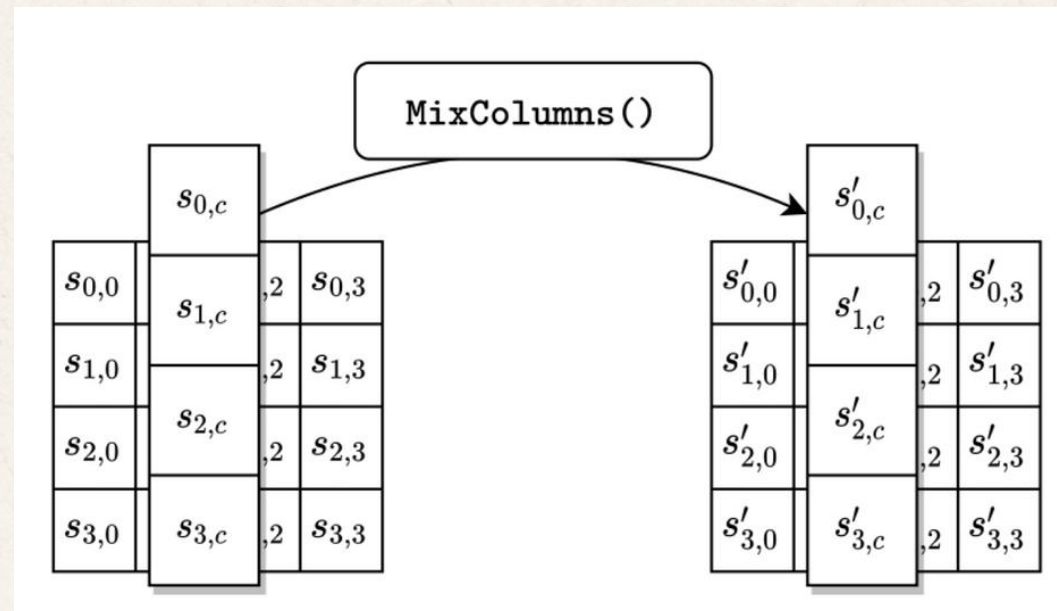 MixColumns()
s0,c
s1,c
s2,c
s3,c
s0,0 ,2 s0,3
s1,0 ,2 s1,3
s2,0 ,2 s2,3
s3,0 ,2 s3,3
s′0,c
s′1,c
s′2,c
s′3,c
s′0,0 ,2 s′0,3
s′1,0 ,2 s′1,3
s′2,0 ,2 s′2,3
s′3,0 ,2 s′3,3